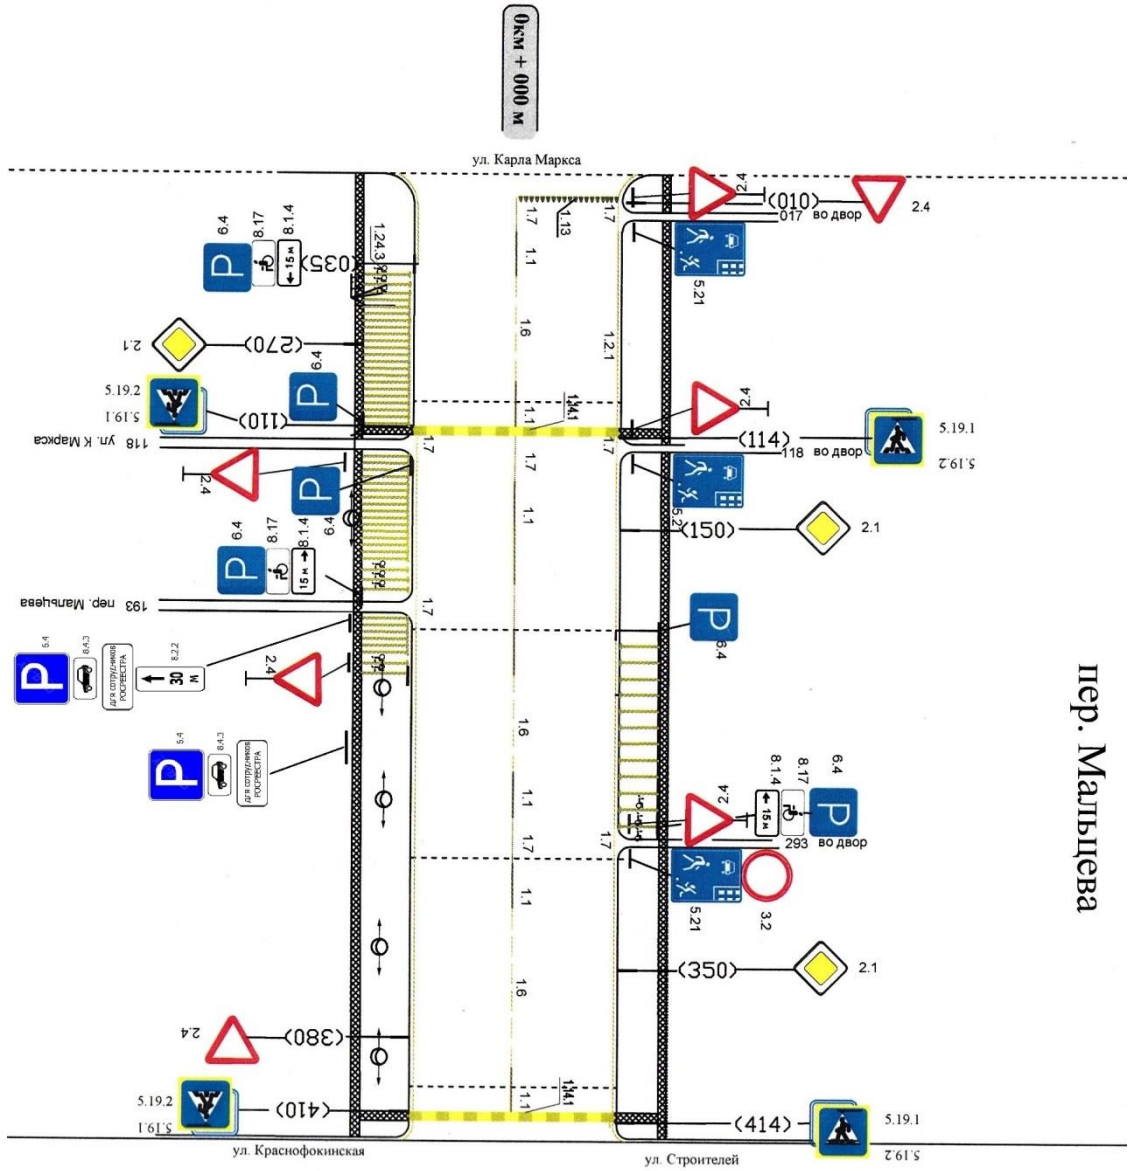 0км + 000 м
ул. Карла Маркса
2.4
(010)
2.4
017 во двор
1.7
1.13
1.7
6.4
8.17
8.1.4
← 15 м
P
1.24.3
(035)
1.1
5.21
2.1
(270)
1.6
1.2.1
6.4
P
5.19.2
5.19.1
(110)
1.1
1.14.1
2.4
5.19.1
(114)
5.19.2
118 ул. К Маркса
1.7
1.7
118 во двор
2.4
P
6.4
1.7
5.21
1.1
(150)
2.1
6.4
8.17
8.1.4
P
15 м →
193 пер. Мальцева
1.7
P
6.4
пер. Мальцева
6.4
8.4.3
8.2.2
P
для сотрудников
РОСРЕЕСТРА
30 м
2.4
1.6
6.4
8.4.3
P
для сотрудников
РОСРЕЕСТРА
1.1
2.4
8.1.4
8.17
6.4
← 15 м
P
1.7
1.7
293 во двор
1.1
5.21
3.2
(350)
2.1
1.6
2.4
(380)
5.19.2
5.19.1
(410)
1.1
1.14.1
(414)
5.19.1
5.19.2
ул. Краснофокинская
ул. Строителей